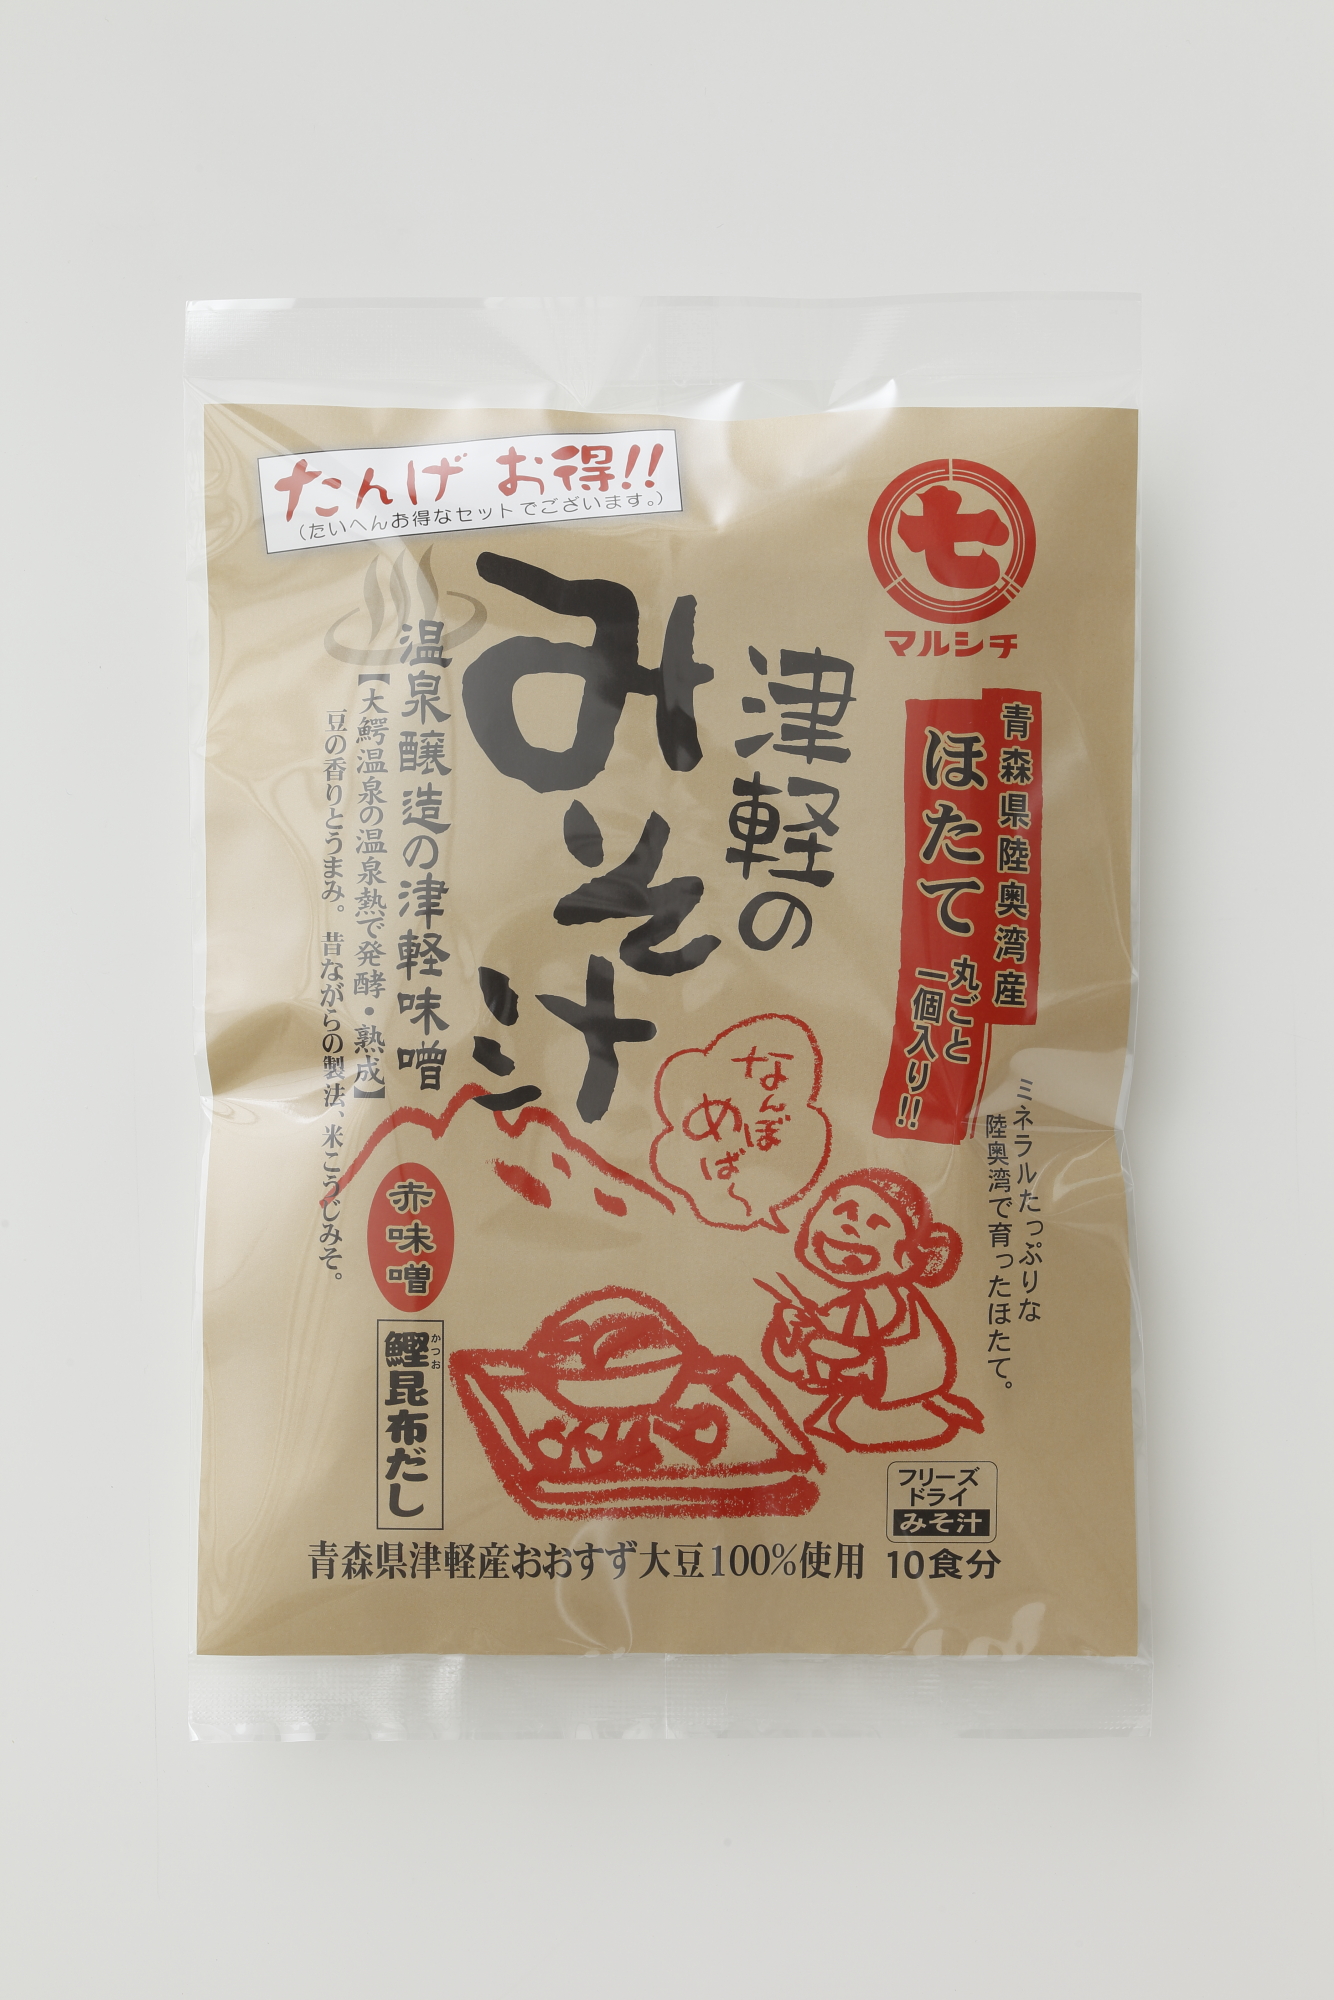 たんげ お得!!
(たいへんお得なセットでございます。)
七
マルシチ
青森県陸奥湾産
ほたて
丸ごと
一個入り!!
ミネラルたっぷりな
陸奥湾で育ったほたて。
津軽の
みそ汁
温泉醸造の津軽味噌
【大鰐温泉の温泉熱で発酵・熟成】
豆の香りとうまみ。昔ながらの製法、米こうじみそ。
なんぼ
めぱ〜
赤味噌
かつお
鰹昆布だし
フリーズ
ドライ
みそ汁
10食分
青森県津軽産おおすず大豆100%使用